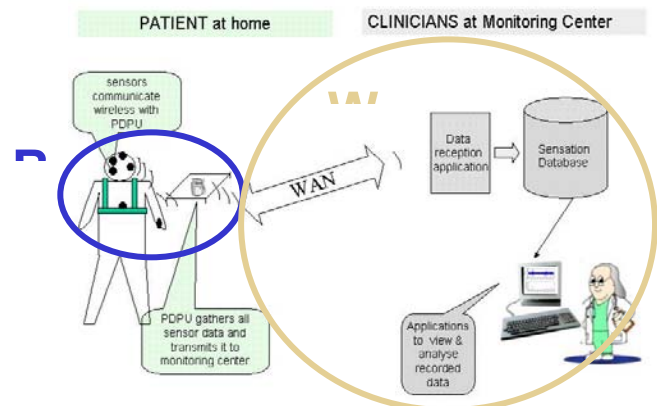 PATIENT at home
CLINICIANS at Monitoring Center
sensors
communicate
wireless with
PDPU
W
WAN
Data
reception
application
Sensation
Database
PDPU gathers all
sensor data and
transmits it to
monitoring center
Applications
to view &
analyse
recorded
data